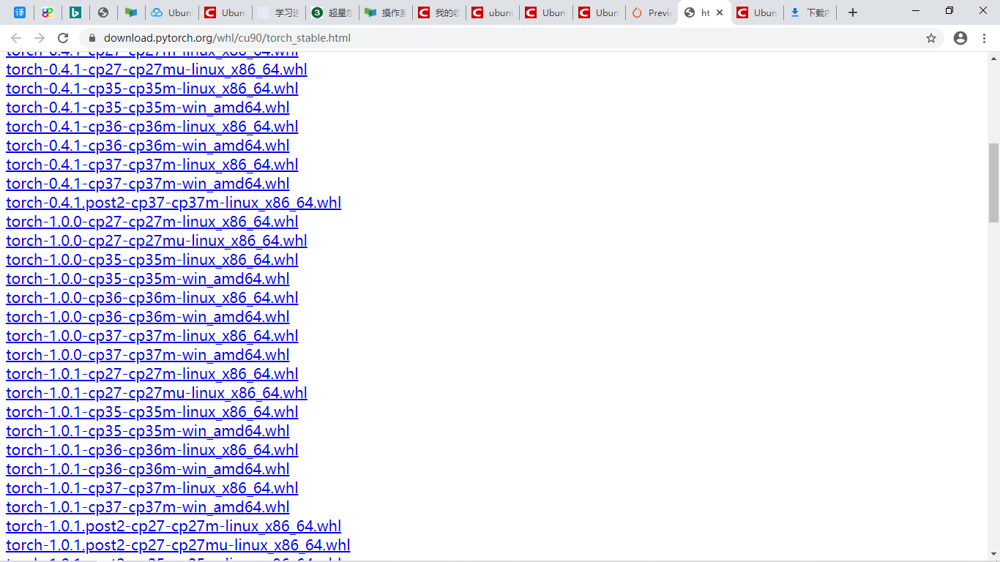 译
Ubun
Ubun
学习进
3 超星尔
操作系
我的收
ubunt
Ubun
Ubun
Previo
ht
Ubun
下载P
download.pytorch.org/whl/cu90/torch_stable.html
torch-0.4.1-cp27-cp27m-linux_x86_64.whl
torch-0.4.1-cp27-cp27mu-linux_x86_64.whl
torch-0.4.1-cp35-cp35m-linux_x86_64.whl
torch-0.4.1-cp35-cp35m-win_amd64.whl
torch-0.4.1-cp36-cp36m-linux_x86_64.whl
torch-0.4.1-cp36-cp36m-win_amd64.whl
torch-0.4.1-cp37-cp37m-linux_x86_64.whl
torch-0.4.1-cp37-cp37m-win_amd64.whl
torch-0.4.1.post2-cp37-cp37m-linux_x86_64.whl
torch-1.0.0-cp27-cp27m-linux_x86_64.whl
torch-1.0.0-cp27-cp27mu-linux_x86_64.whl
torch-1.0.0-cp35-cp35m-linux_x86_64.whl
torch-1.0.0-cp35-cp35m-win_amd64.whl
torch-1.0.0-cp36-cp36m-linux_x86_64.whl
torch-1.0.0-cp36-cp36m-win_amd64.whl
torch-1.0.0-cp37-cp37m-linux_x86_64.whl
torch-1.0.0-cp37-cp37m-win_amd64.whl
torch-1.0.1-cp27-cp27m-linux_x86_64.whl
torch-1.0.1-cp27-cp27mu-linux_x86_64.whl
torch-1.0.1-cp35-cp35m-linux_x86_64.whl
torch-1.0.1-cp35-cp35m-win_amd64.whl
torch-1.0.1-cp36-cp36m-linux_x86_64.whl
torch-1.0.1-cp36-cp36m-win_amd64.whl
torch-1.0.1-cp37-cp37m-linux_x86_64.whl
torch-1.0.1-cp37-cp37m-win_amd64.whl
torch-1.0.1.post2-cp27-cp27m-linux_x86_64.whl
torch-1.0.1.post2-cp27-cp27mu-linux_x86_64.whl